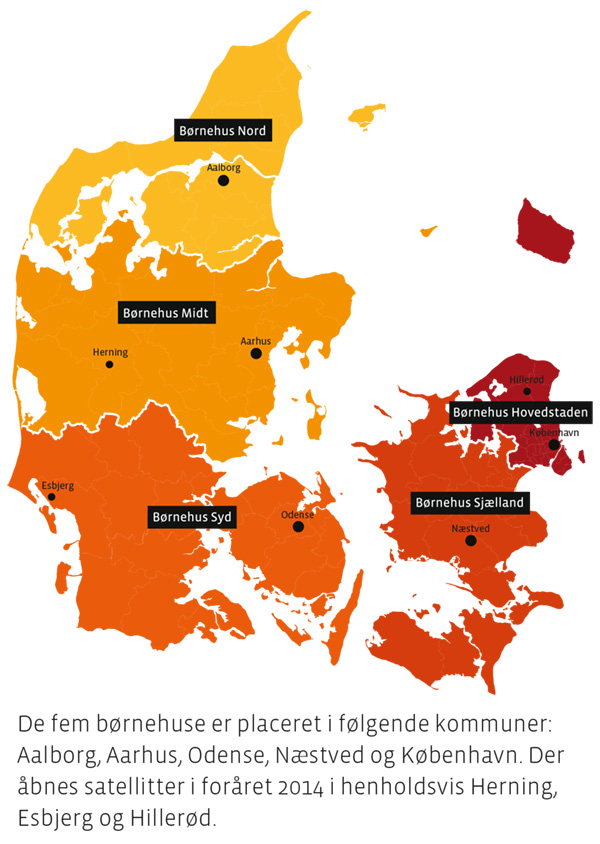 Børnehus Nord
Aalborg
Børnehus Midt
Aarhus
Herning
Hillerød
Børnehus Hovedstaden
København
Esbjerg
Børnehus Syd
Odense
Børnehus Sjælland
Næstved
De fem børnehuse er placeret i følgende kommuner:
Aalborg, Aarhus, Odense, Næstved og København. Der
åbnes satellitter i foråret 2014 i henholdsvis Herning,
Esbjerg og Hillerød.